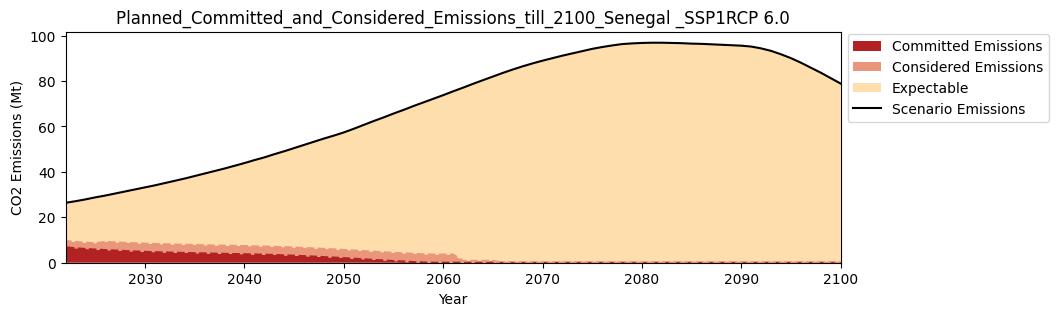 Planned_Committed_and_Considered_Emissions_till_2100_Senegal _SSP1RCP 6.0
100
80
60
40
20
0
CO2 Emissions (Mt)
2030 2040 2050 2060 2070 2080 2090 2100
Year
Committed Emissions
Considered Emissions
Expectable
Scenario Emissions